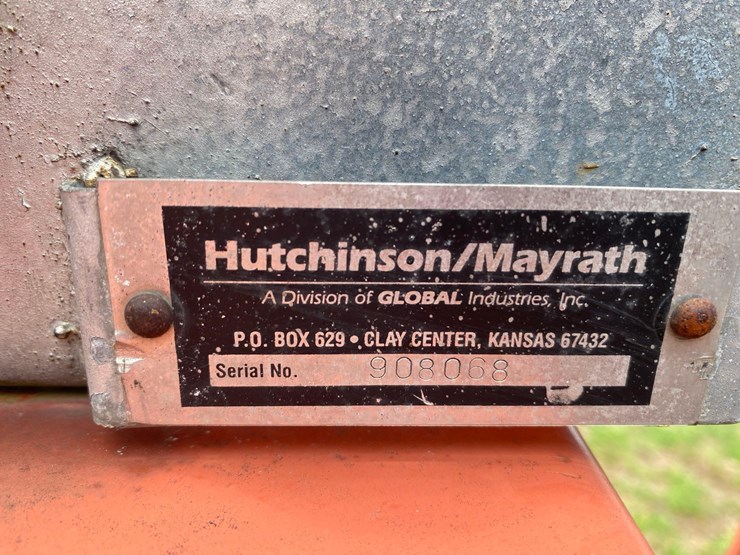 Hutchinson/Mayrath
A Division of GLOBAL Industries, Inc.
P.O. BOX 629 • CLAY CENTER, KANSAS 67432
Serial No. 908068